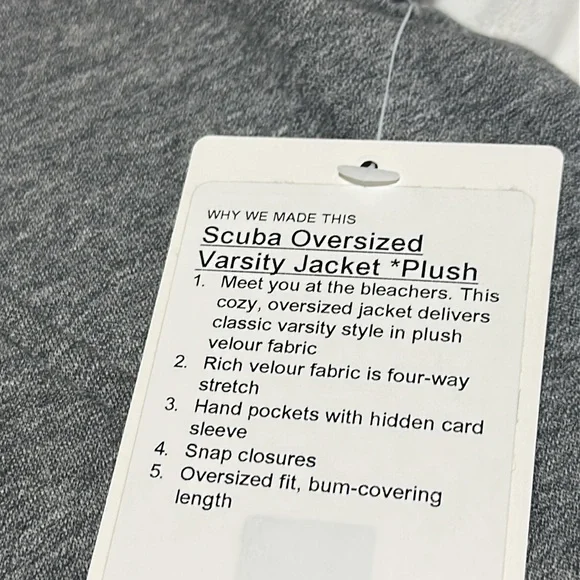 WHY WE MADE THIS
Scuba Oversized
Varsity Jacket *Plush
1. Meet you at the bleachers. This
cozy, oversized jacket delivers
classic varsity style in plush
velour fabric
2. Rich velour fabric is four-way
stretch
3. Hand pockets with hidden card
sleeve
4. Snap closures
5. Oversized fit, bum-covering
length